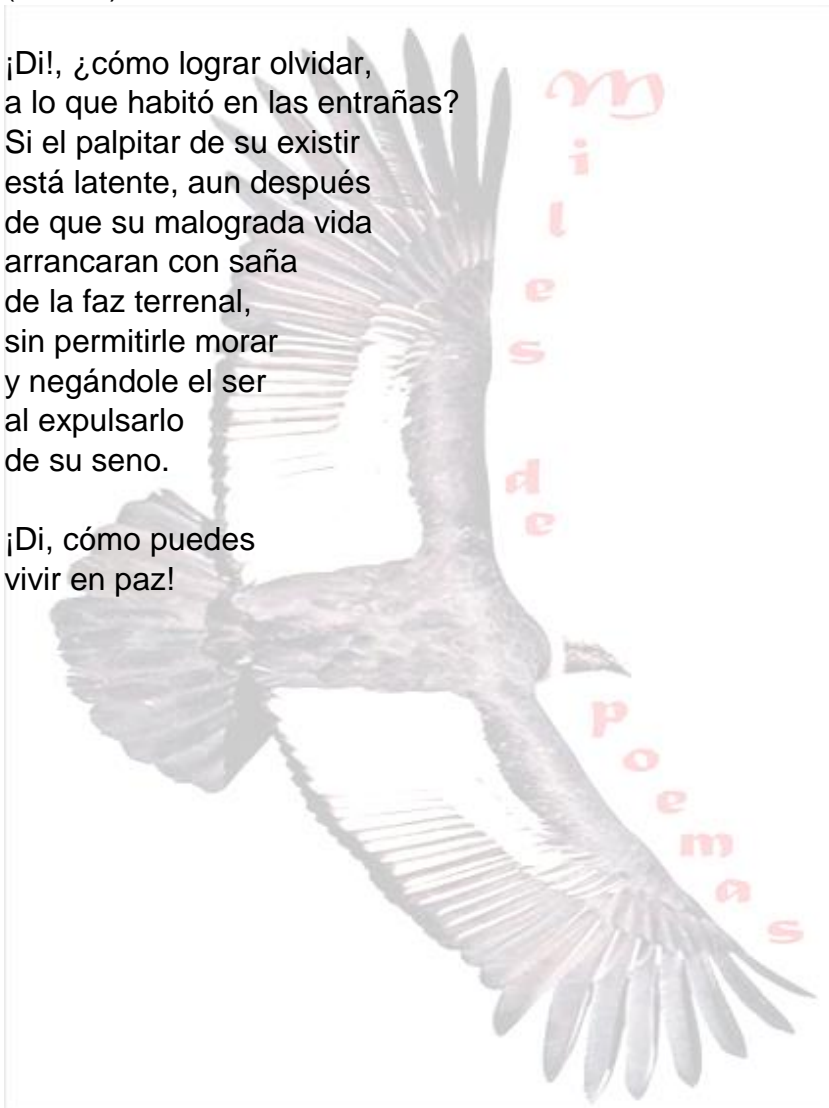 ¡Di!, ¿cómo lograr olvidar,
a lo que habitó en las entrañas?
Si el palpitar de su existir
está latente, aun después
de que su malograda vida
arrancaran con saña
de la faz terrenal,
sin permitirle morar
y negándole el ser
al expulsarlo
de su seno.
¡Di, cómo puedes
vivir en paz!
Miles de poemas